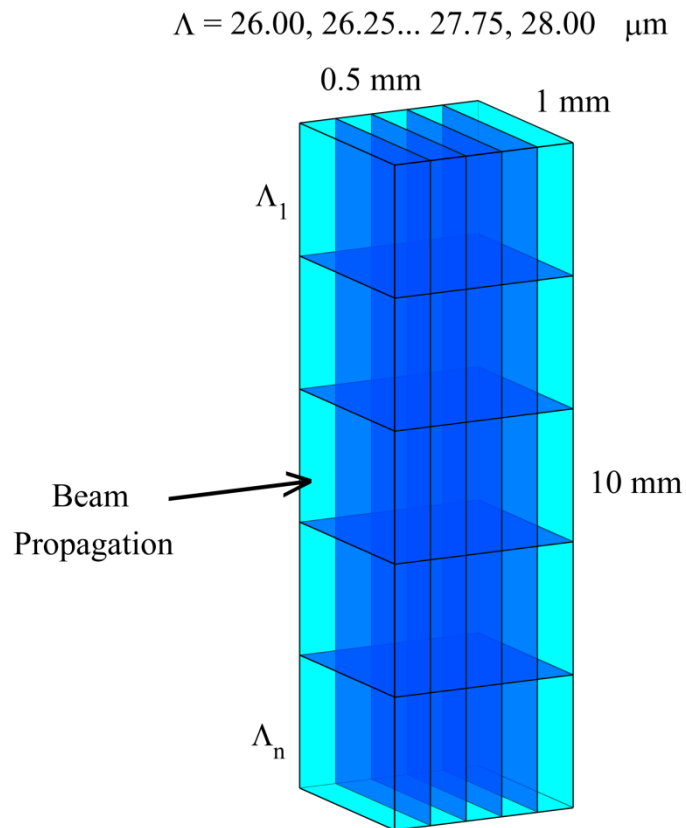 Λ = 26.00, 26.25... 27.75, 28.00 μm
0.5 mm
1 mm
Λ1
Beam
Propagation
10 mm
Λn